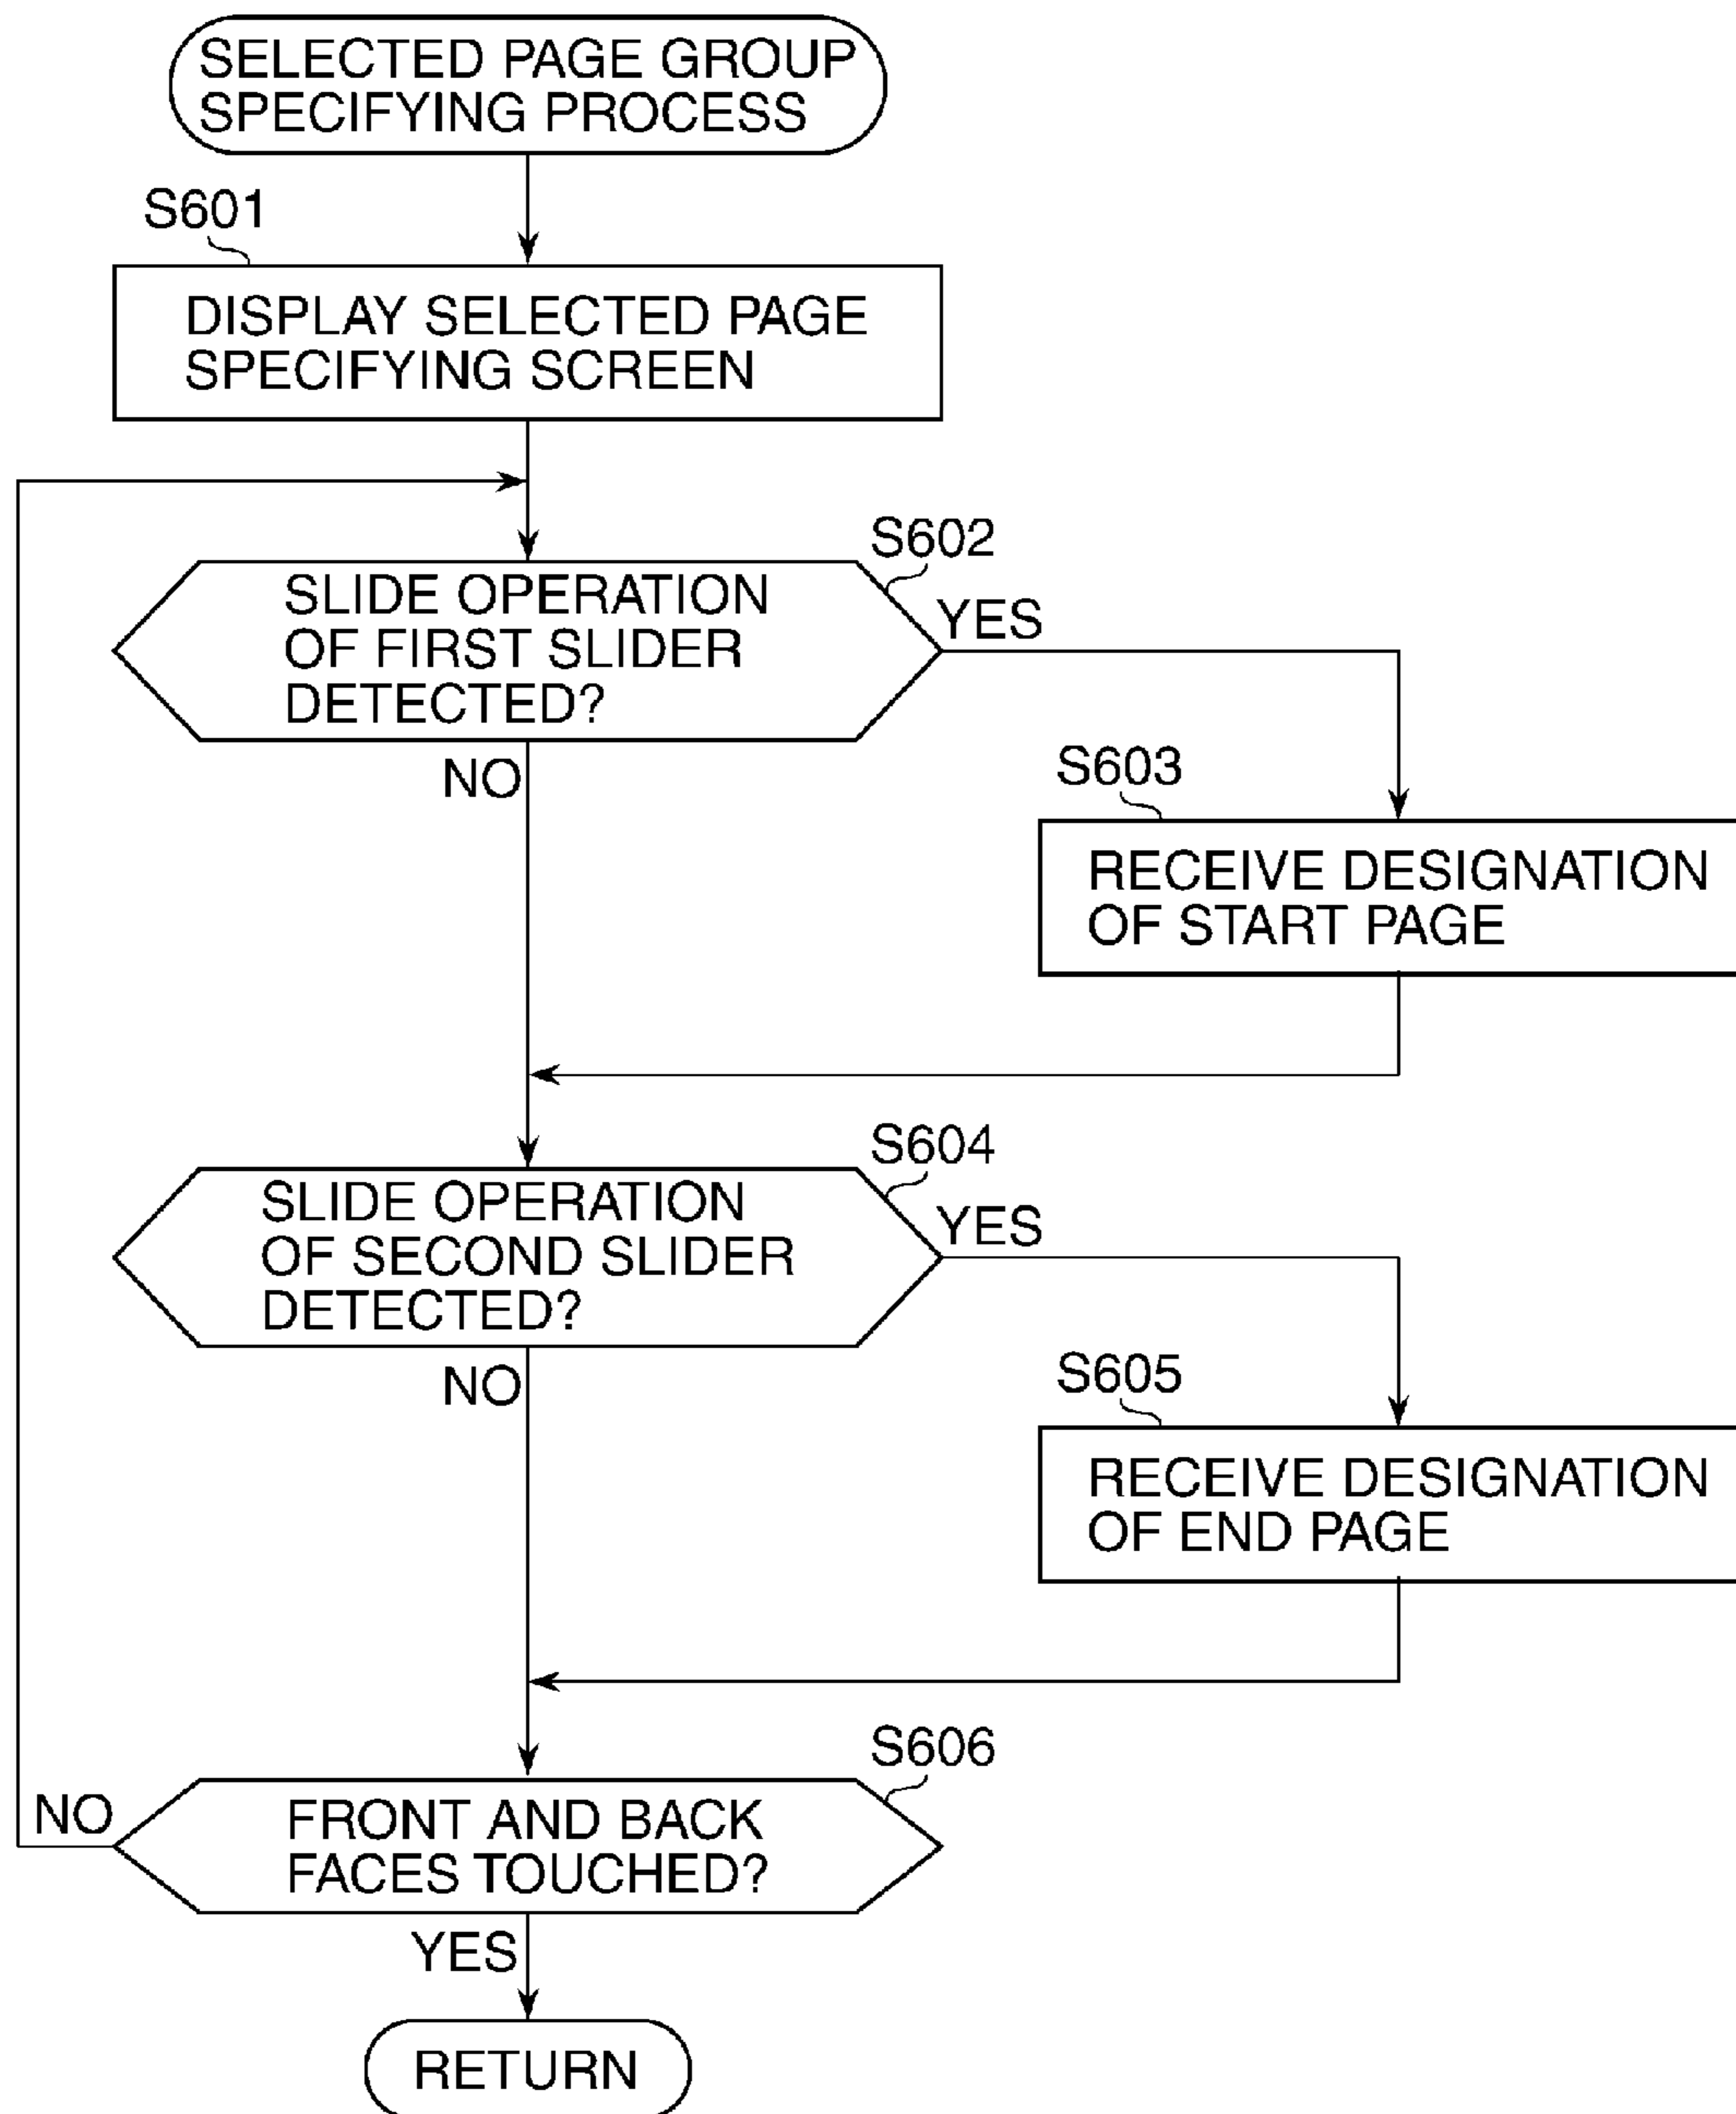 SELECTED PAGE GROUP
SPECIFYING PROCESS
S601
DISPLAY SELECTED PAGE
SPECIFYING SCREEN
S602
SLIDE OPERATION
OF FIRST SLIDER
DETECTED?
YES
NO
S603
RECEIVE DESIGNATION
OF START PAGE
S604
SLIDE OPERATION
OF SECOND SLIDER
DETECTED?
YES
NO
S605
RECEIVE DESIGNATION
OF END PAGE
S606
FRONT AND BACK
FACES TOUCHED?
NO
YES
RETURN